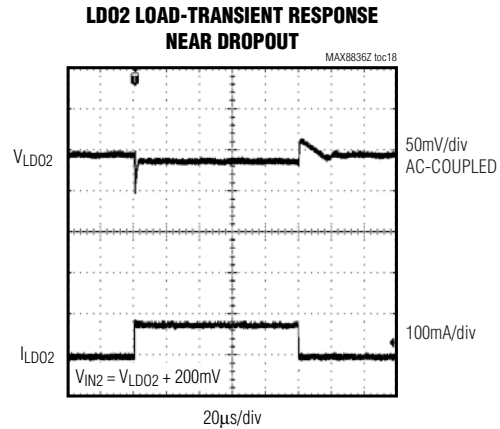 LDO2 LOAD-TRANSIENT RESPONSE
NEAR DROPOUT
MAX8836Z toc18
VLDO2
50mV/div
AC-COUPLED
100mA/div
ILDO2
VIN2 = VLDO2 + 200mV
20µs/div